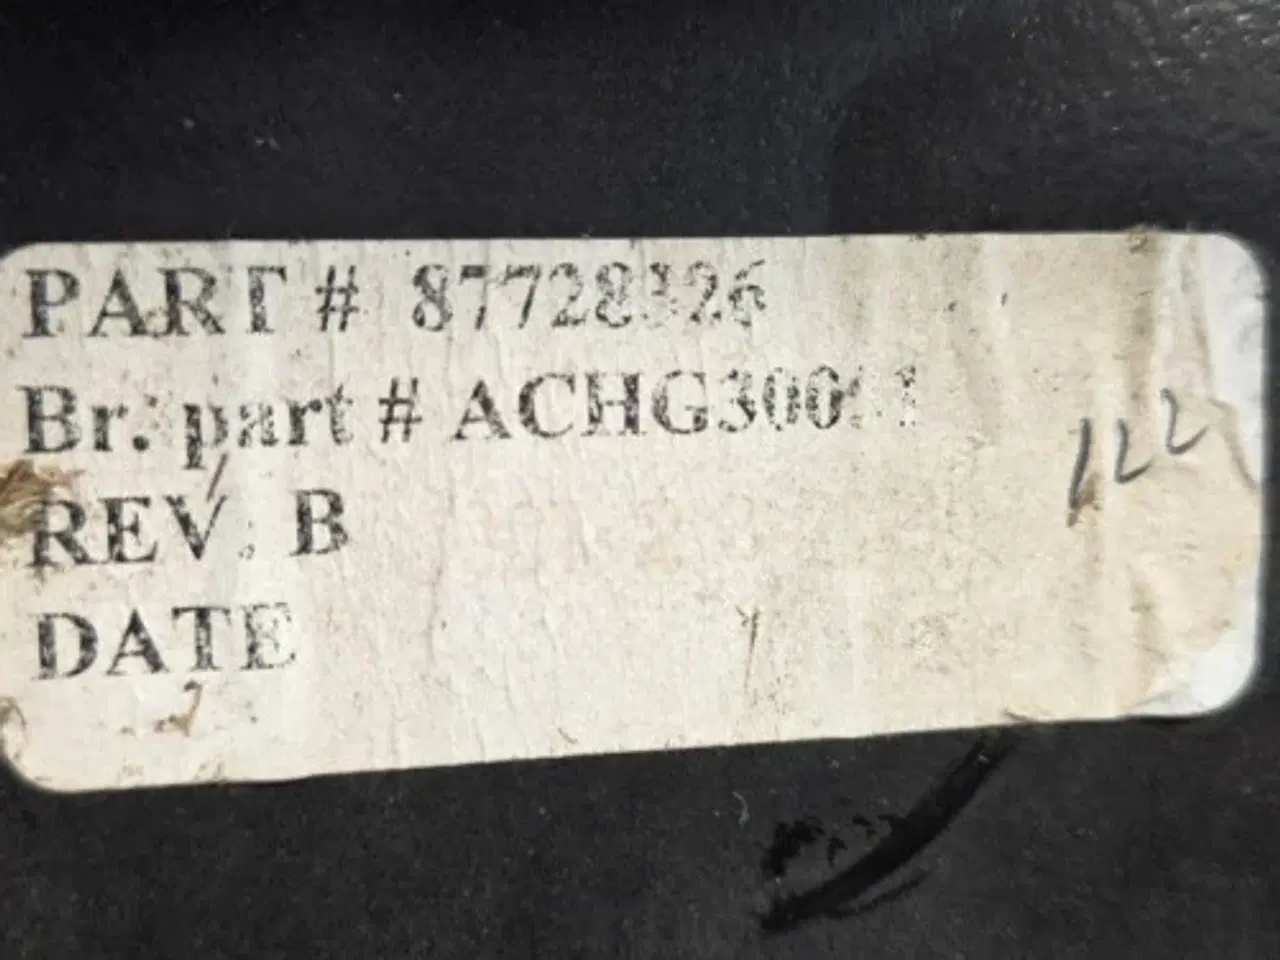 PART # 87728326
Br. part #
REV. B
DATE